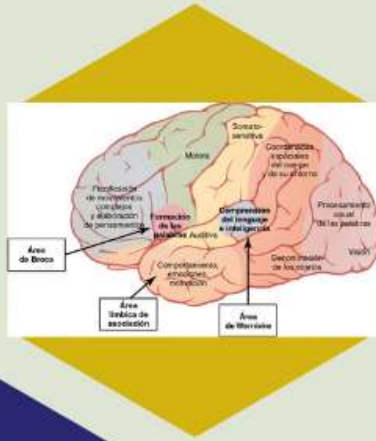 Somato-
sensitiva
Motora
Coordenadas
espaciales
del cuerpo
y de su entorno
Planificación
de movimientos
complejos
y elaboración
de pensamientos
Formación
de las
palabras
Auditiva
Comprensión
del lenguaje
e inteligencia
Procesamiento
visual
de las palabras
Visión
Área
de Broca
Comportamiento,
emociones,
motivación
de los objetos
Área
límbica de
asociación
Área
de Wernicke